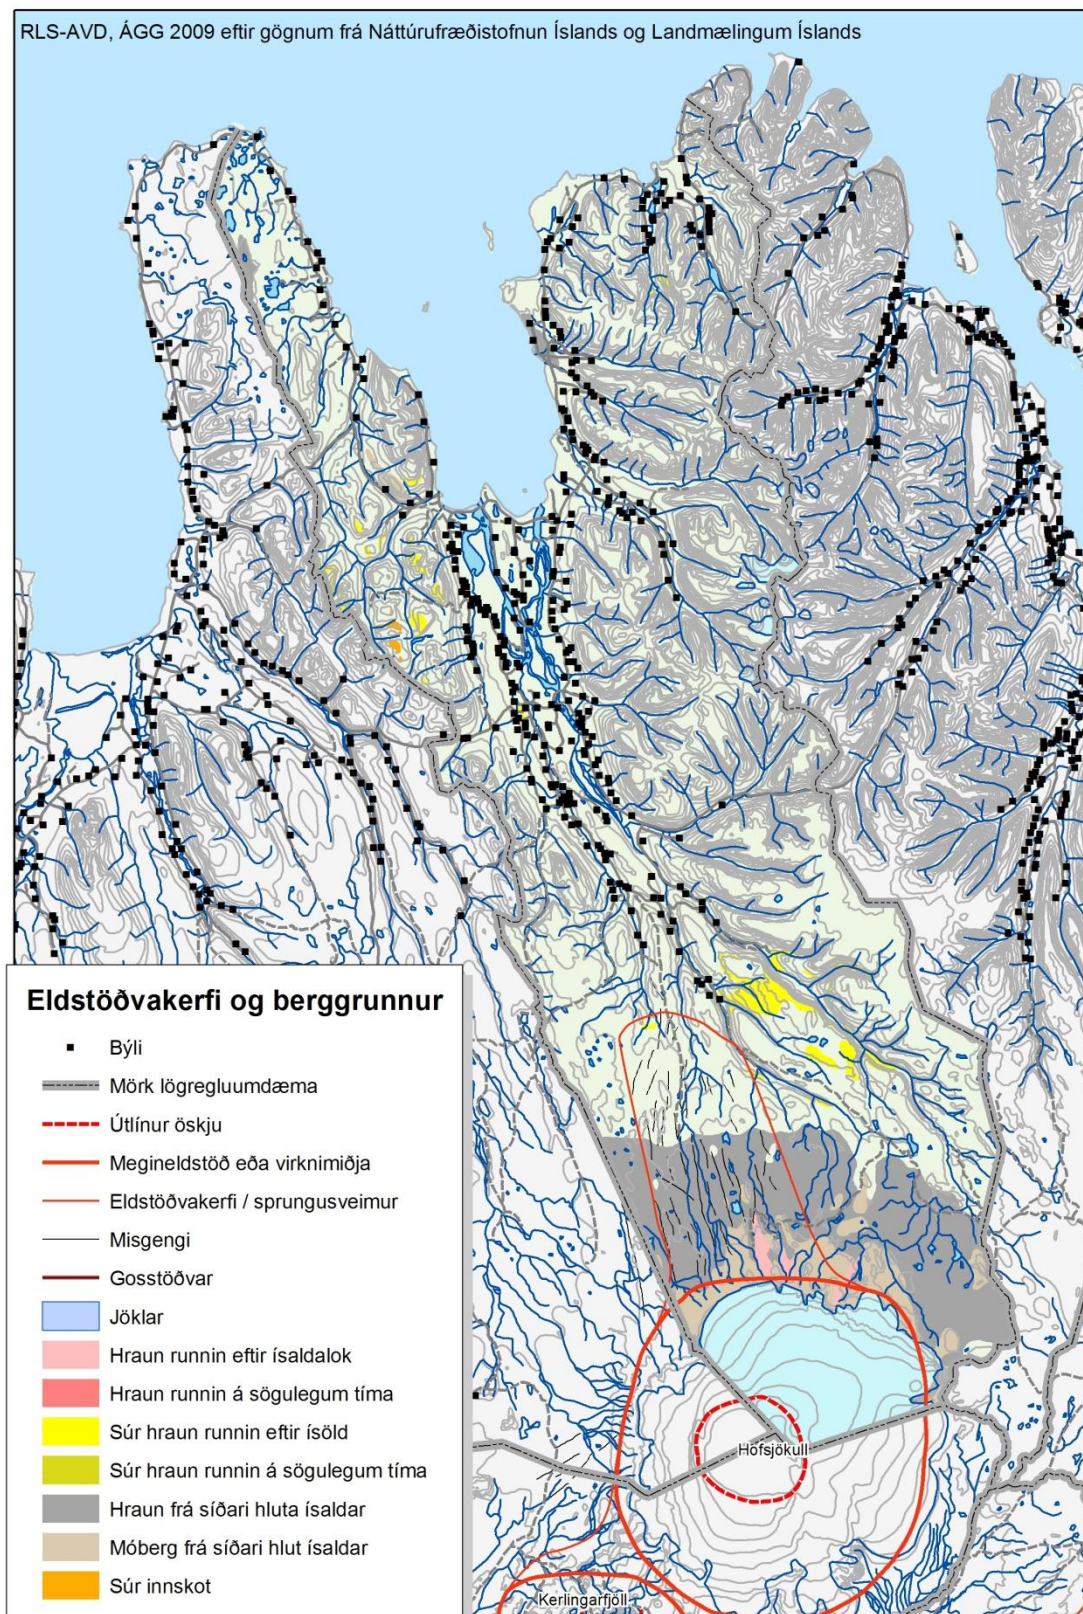 RLS-AVD, ÁGG 2009 eftir gögnum frá Náttúrufræðistofnun Íslands og Landmælingum Íslands
Eldstöðvakerfi og berggrunnur
Býli
Mörk lögregluumdæma
Útlínur öskju
Megineldstöð eða virknimiðja
Eldstöðvakerfi / sprungusveimur
Misgengi
Gosstöðvar
Jöklar
Hraun runnin eftir ísaldalok
Hraun runnin á sögulegum tíma
Súr hraun runnin eftir ísöld
Súr hraun runnin á sögulegum tíma
Hraun frá síðari hluta ísaldar
Móberg frá síðari hlut ísaldar
Súr innskot
Hofsjökull
Kerlingarfjöll